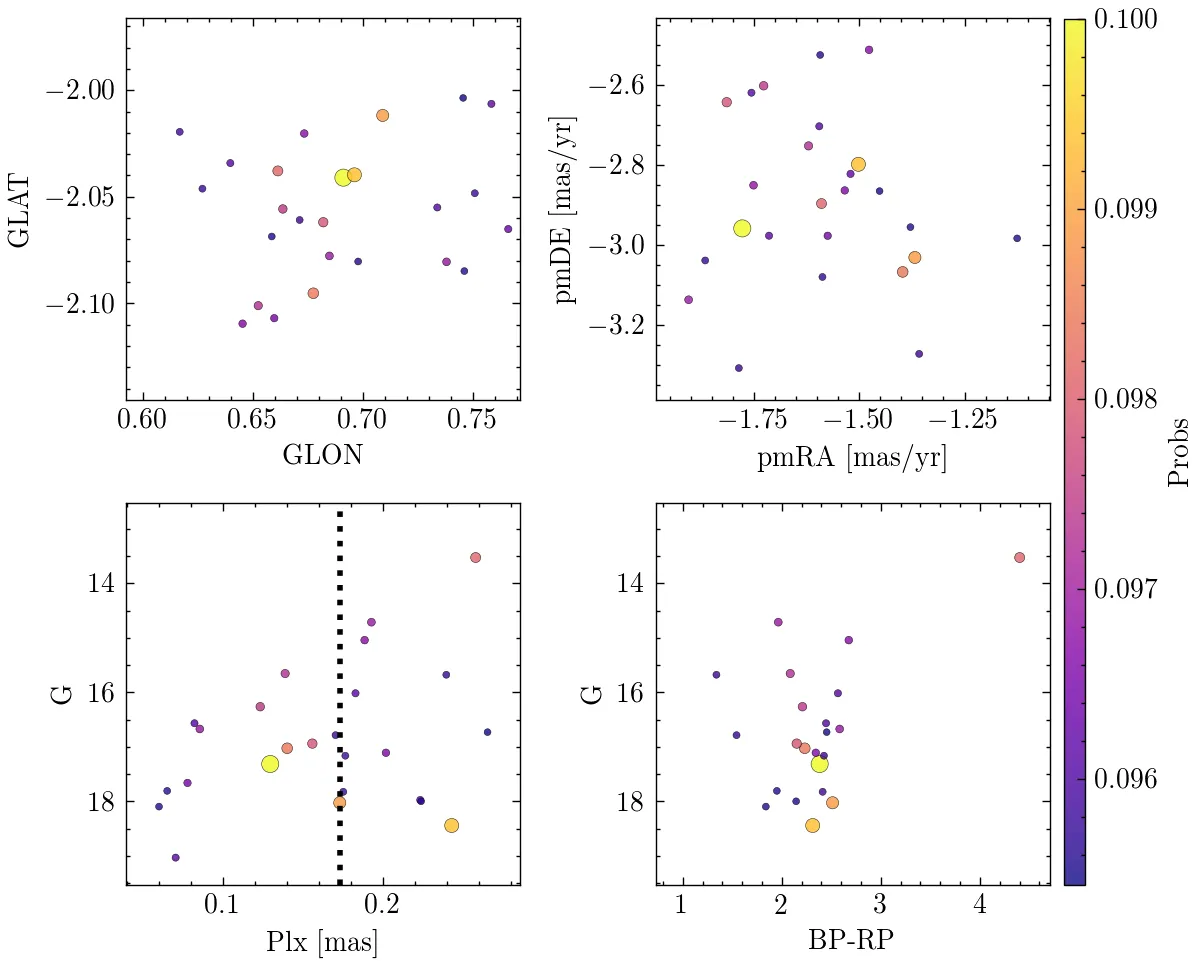 −2.00
−2.05
−2.10
GLAT
0.60 0.65 0.70 0.75
GLON
−2.6
−2.8
−3.0
−3.2
pmDE [mas/yr]
−1.75 −1.50 −1.25
pmRA [mas/yr]
0.100
0.099
0.098
0.097
0.096
Probs
14
16
18
G
0.1 0.2
Plx [mas]
14
16
18
G
1 2 3 4
BP-RP